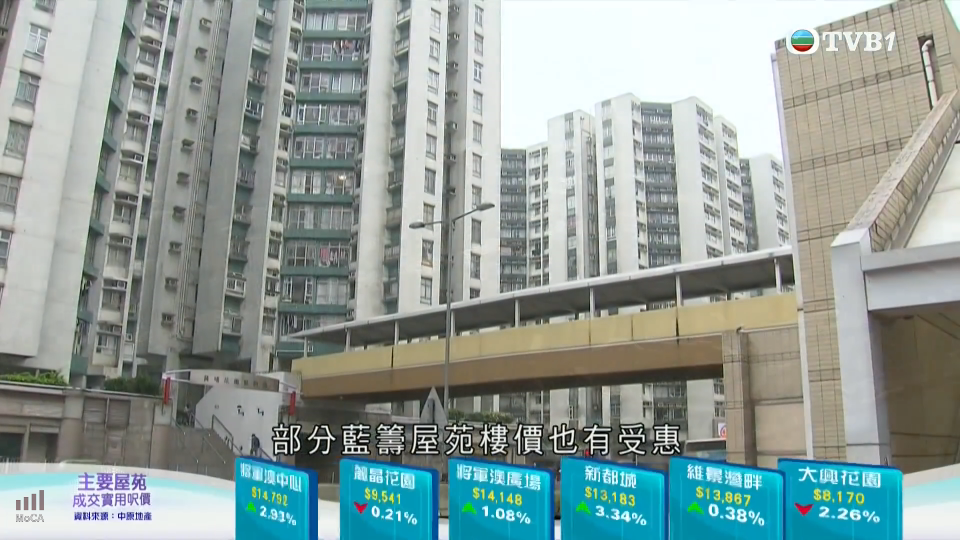 TVB1
部分藍籌屋苑樓價也有受惠
主要屋苑
成交實用呎價
資料來源：中原地產
MoCA
將軍澳中心
$14,792
2.91%
麗晶花園
$9,541
0.21%
將軍澳廣場
$14,148
1.08%
新都城
$13,183
3.34%
維景灣畔
$13,867
0.38%
大興花園
$8,170
2.26%